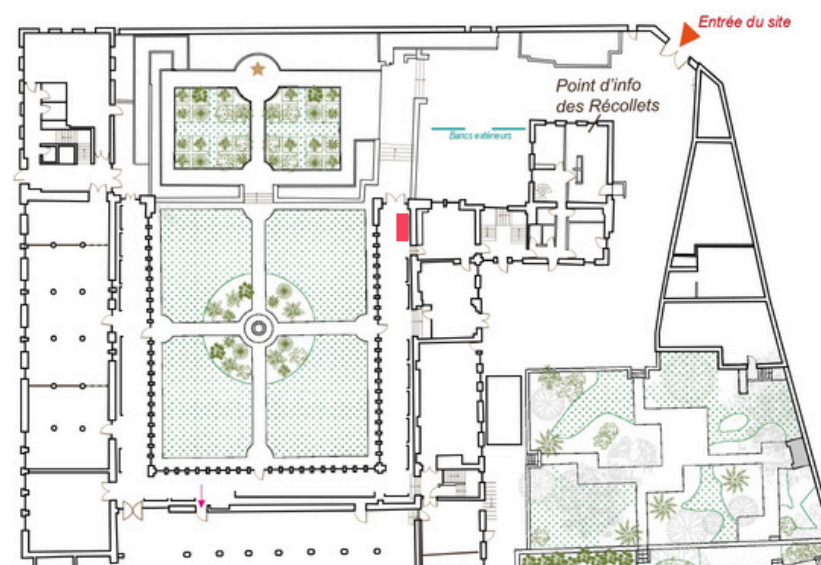 Entrée du site
Point d'info
des Récollets
Bancs extérieurs